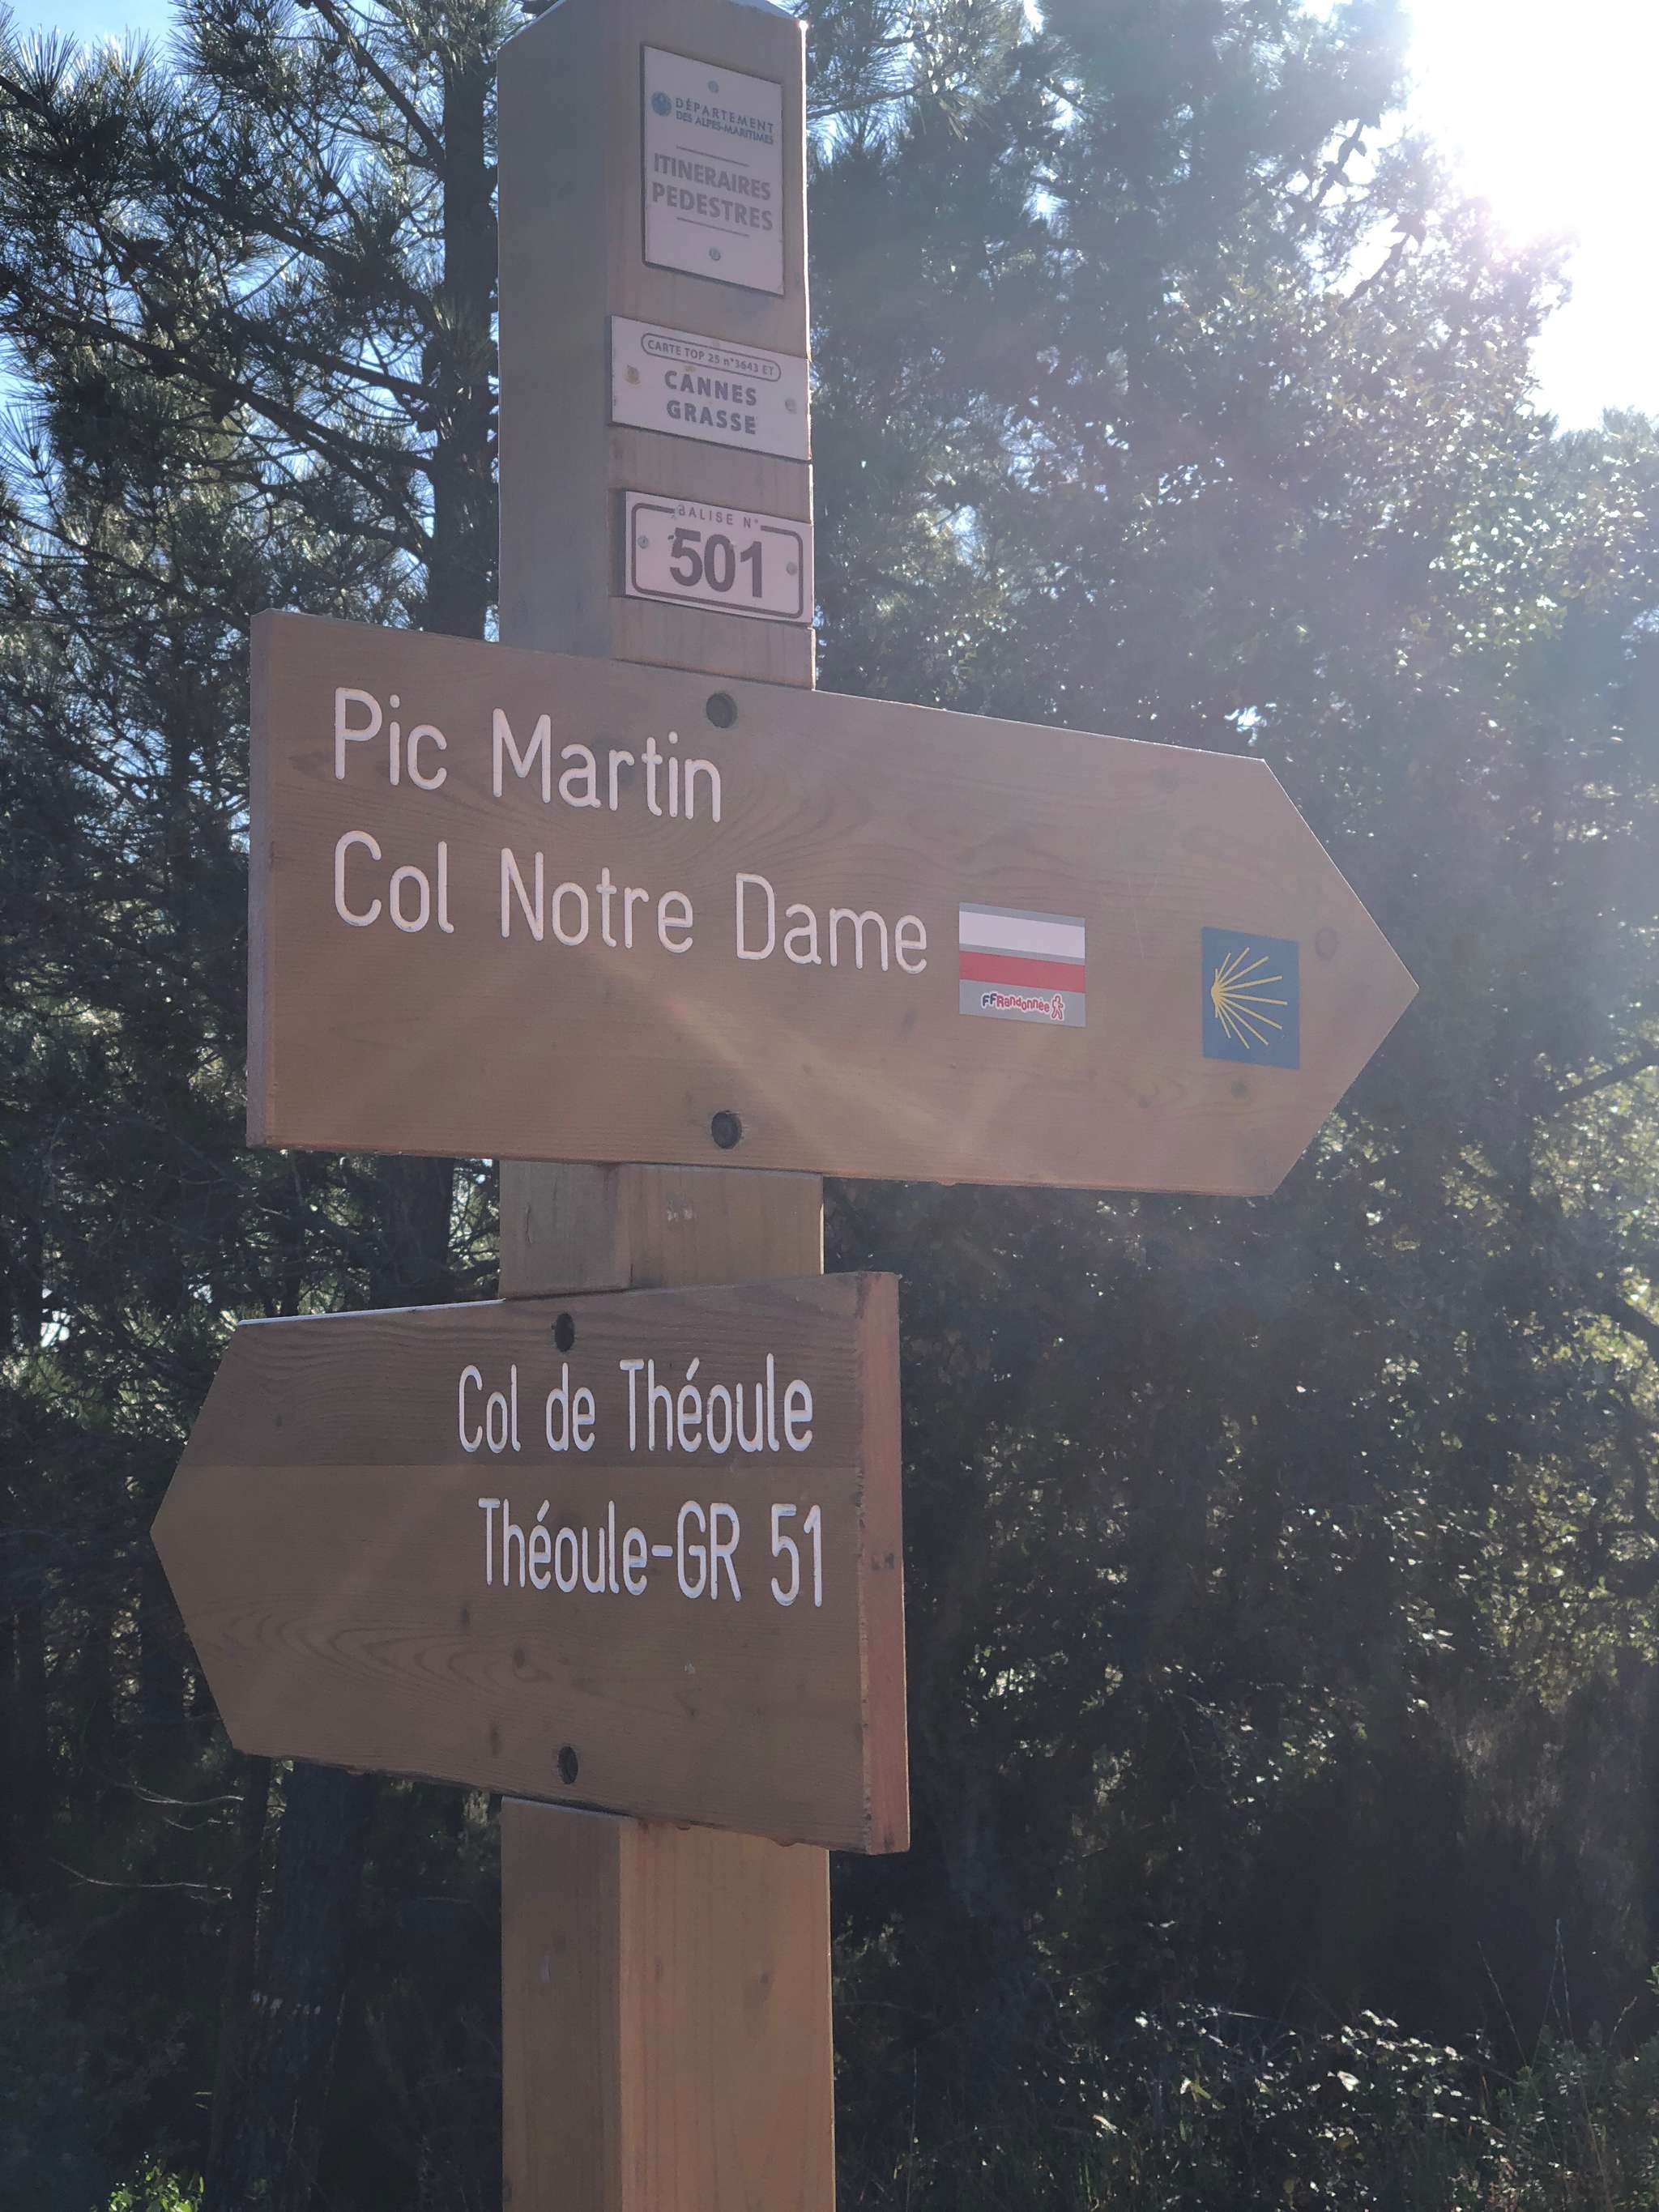 DÉPARTEMENT
DES ALPES-MARITIMES
ITINERAIRES
PEDESTRES
CARTE TOP 25 n°3643 ET
CANNES
GRASSE
BALISE N°
501
Pic Martin
Col Notre Dame
FFRandonnée
Col de Théoule
Théoule-GR 51